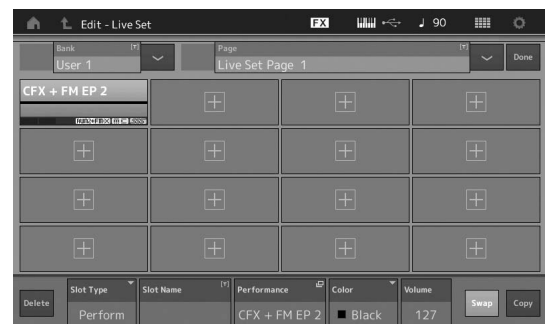 Edit - Live Set
FX
90
Bank [T]
User 1
Page [T]
Live Set Page 1
Done
CFX + FM EP 2
Delete
Slot Type
Perform
Slot Name [T]
Performance
CFX + FM EP 2
Color
Black
Volume
127
Swap
Copy